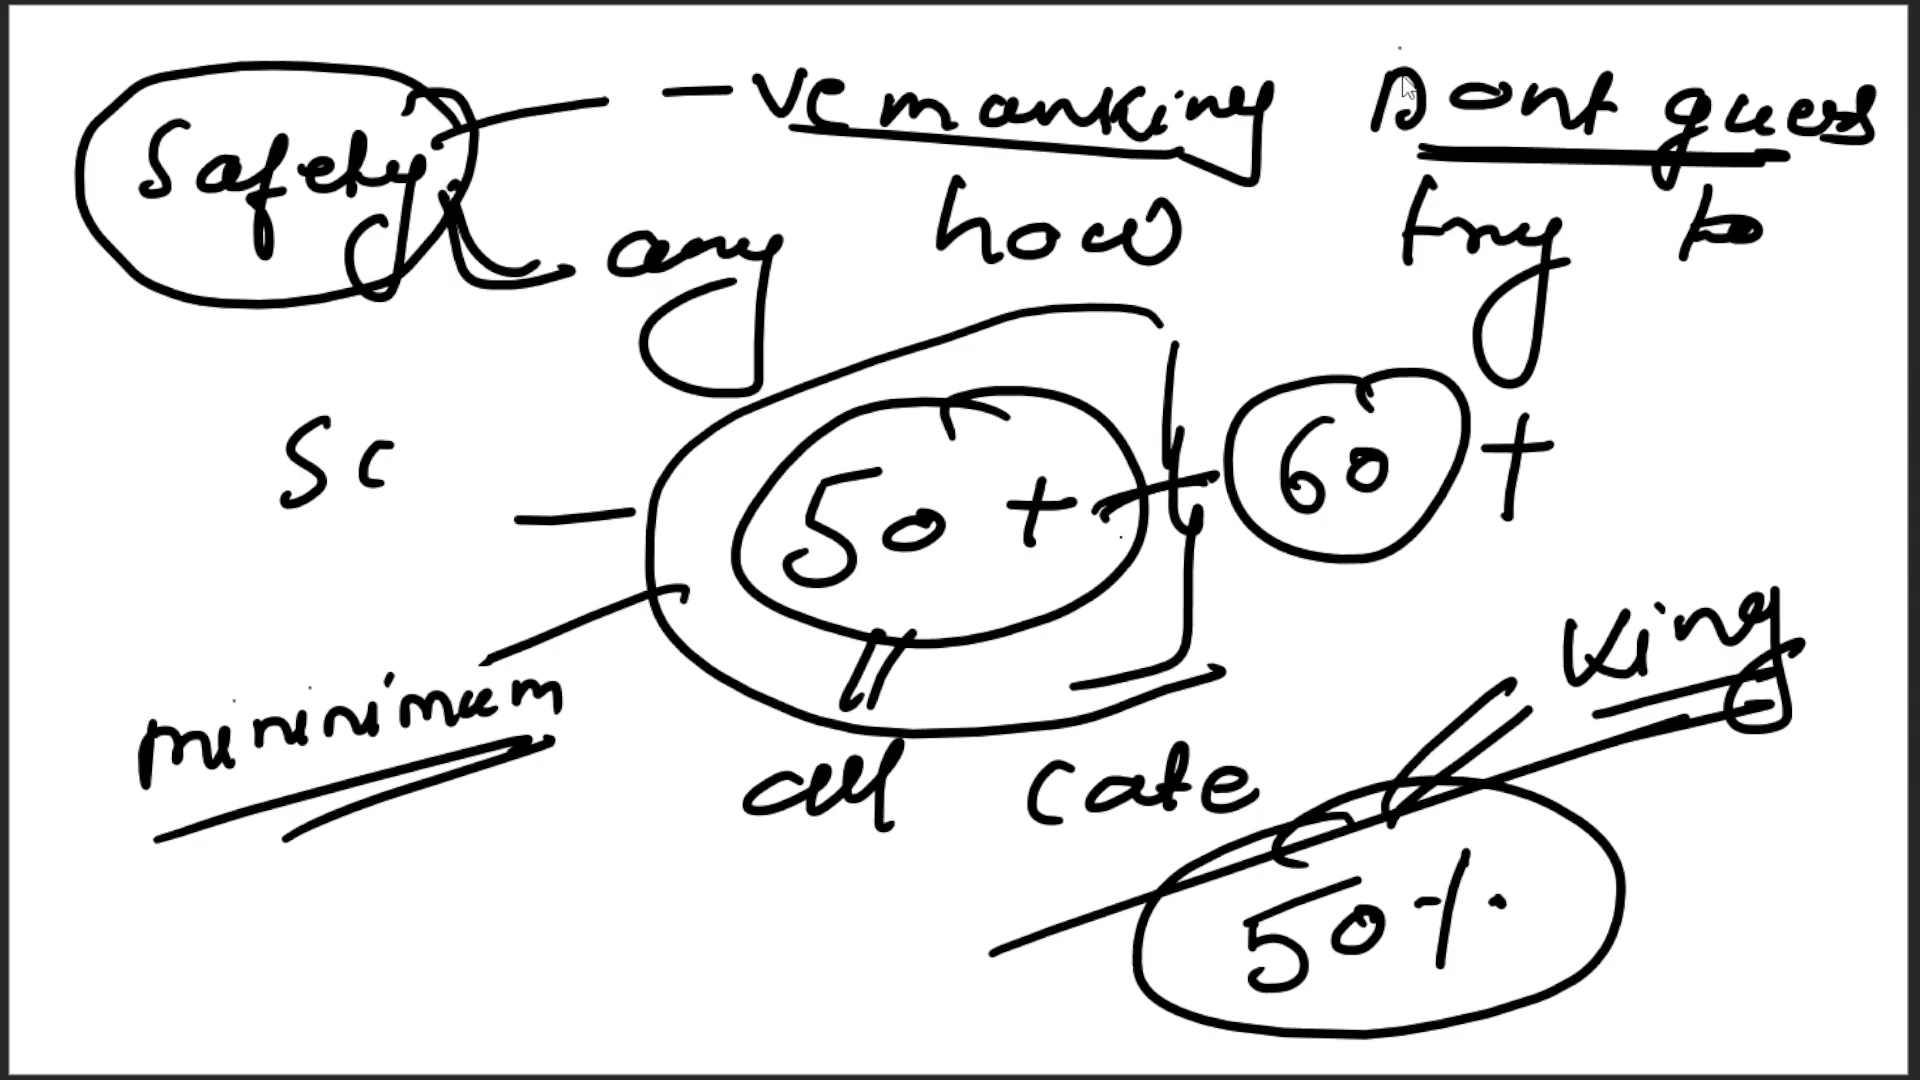 Safety - -ve marking Dont guess
any how try to
Sc - 50+ 60+
minimum
King
all cate
50%